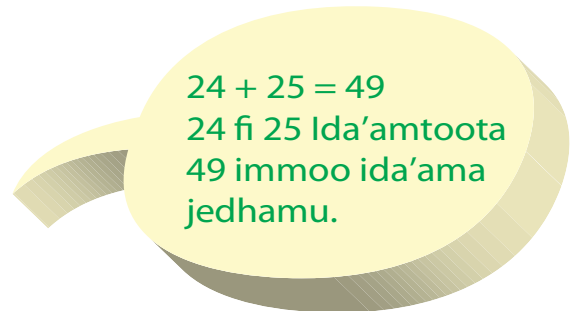 24 + 25 = 49
24 fi 25 Ida’amtoota
49 immoo ida’ama
jedhamu.